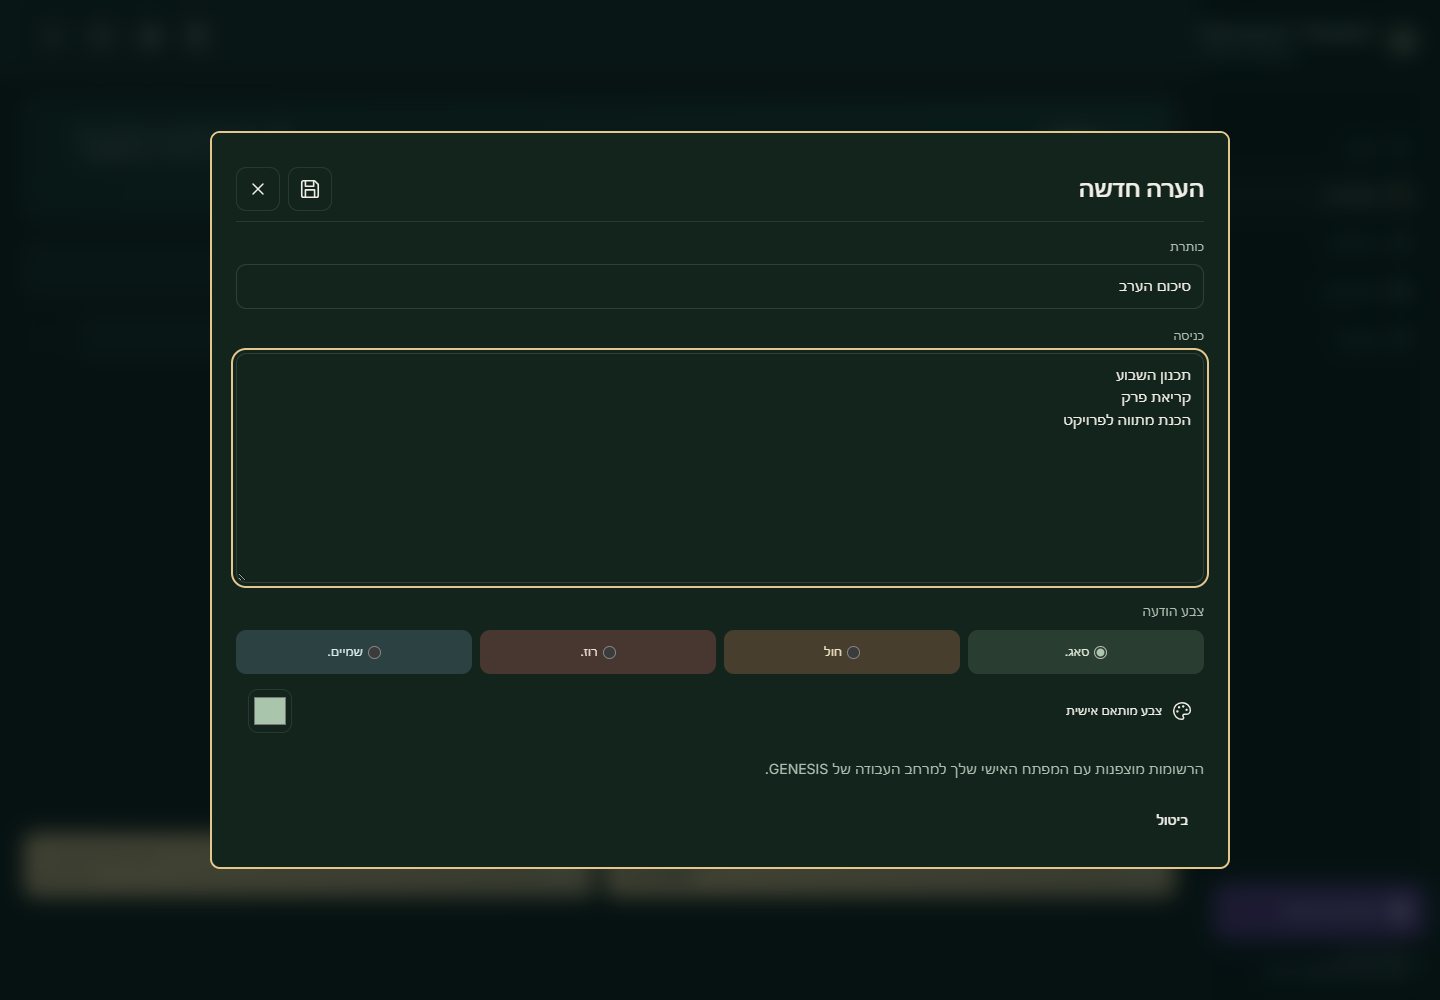 הערה חדשה
כותרת
סיכום הערב
כניסה
תכנון השבוע
קריאת פרק
הכנת מתווה לפרויקט
צבע הודעה
סאג.
חול
רוז.
שמיים.
צבע מותאם אישית
הרשומות מוצפנות עם המפתח האישי שלך למרחב העבודה של GENESIS.
ביטול